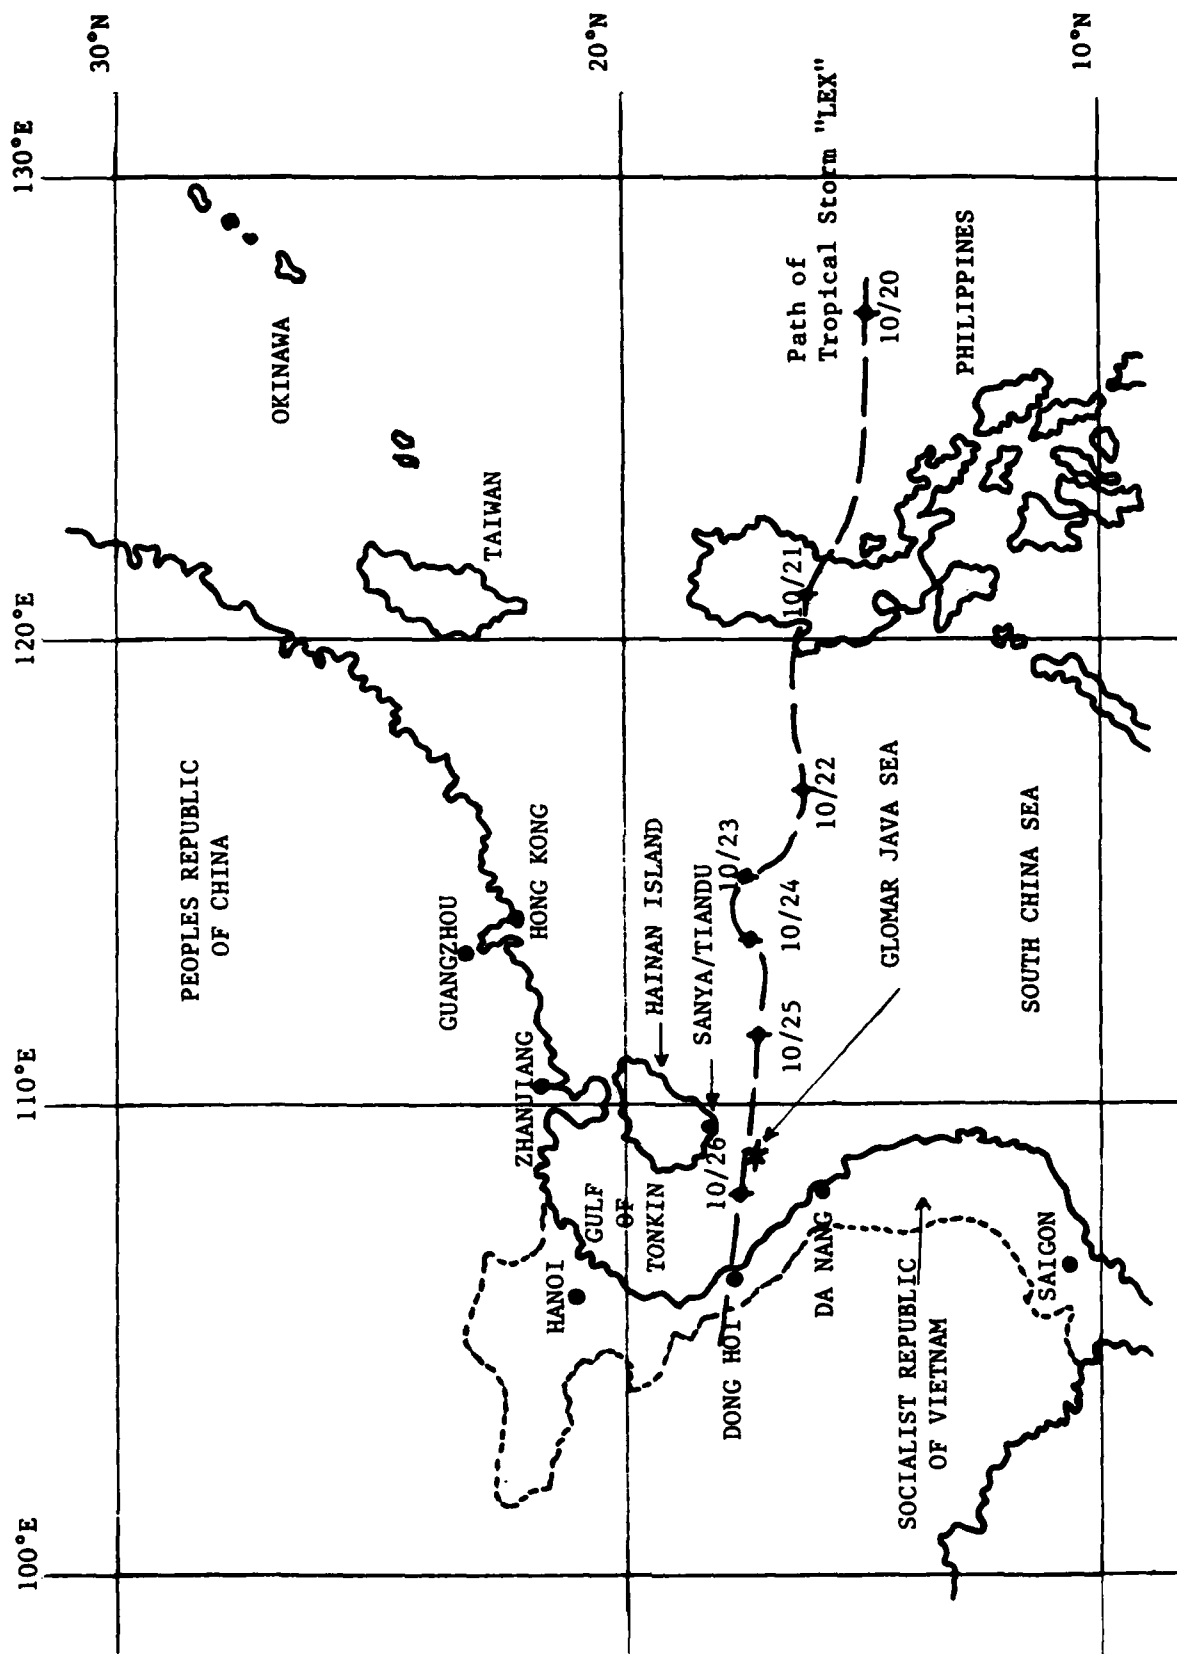 100°E
110°E
120°E
130°E
30°N
20°N
10°N
PEOPLES REPUBLIC
OF CHINA
OKINAWA
TAIWAN
GUANGZHOU
HONG KONG
ZHANJIANG
HANOI
GULF
OF
TONKIN
HAINAN ISLAND
SANYA/TIANDU
10/26
10/25
10/24
10/23
10/22
10/21
10/20
Path of
Tropical Storm "LEX"
DONG HOI
DA NANG
GLOMAR JAVA SEA
PHILIPPINES
SOCIALIST REPUBLIC
OF VIETNAM
SOUTH CHINA SEA
SAIGON